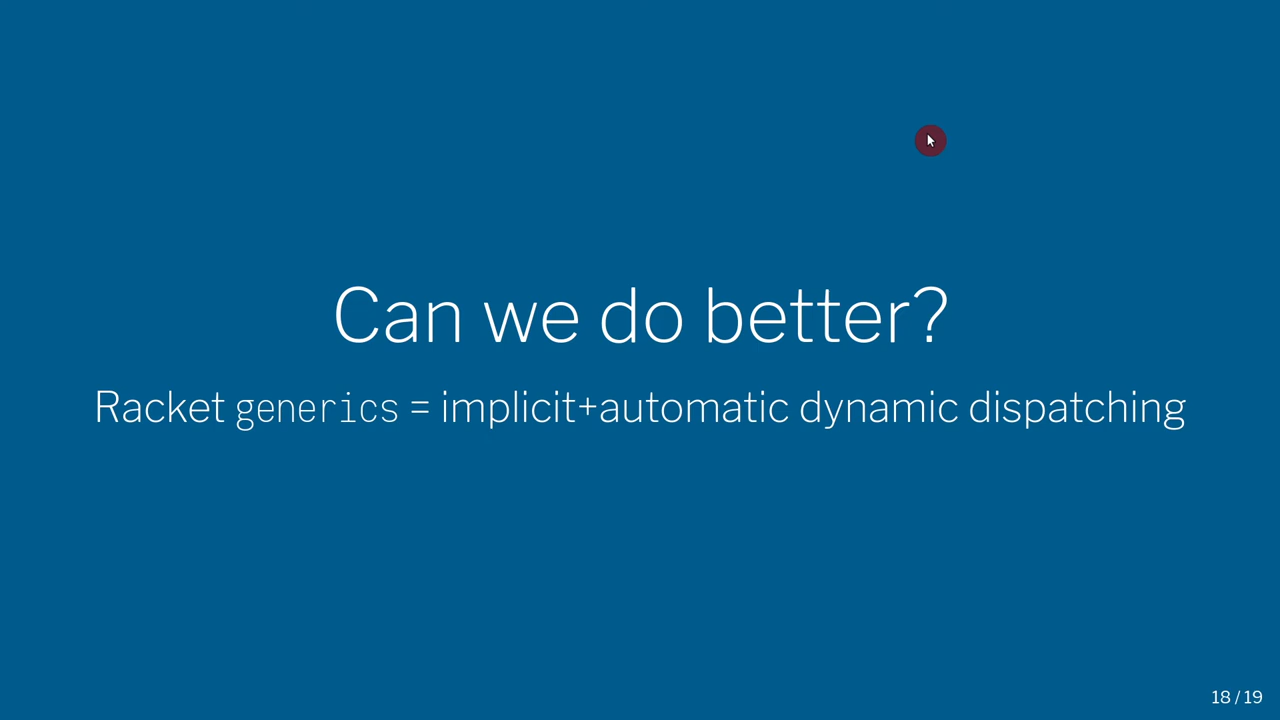 Can we do better?
Racket generics = implicit+automatic dynamic dispatching
18 / 19